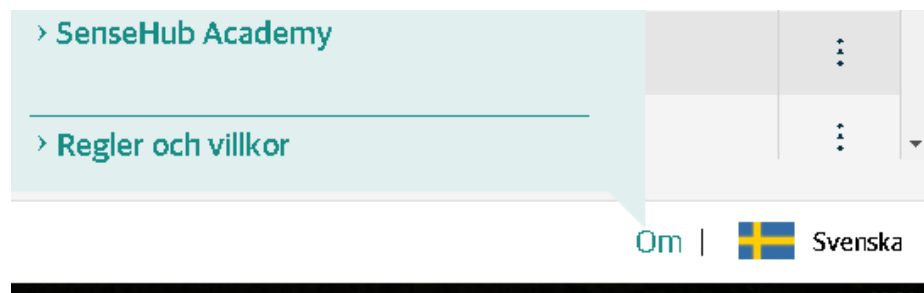 › SenseHub Academy
› Regler och villkor
Om | Svenska